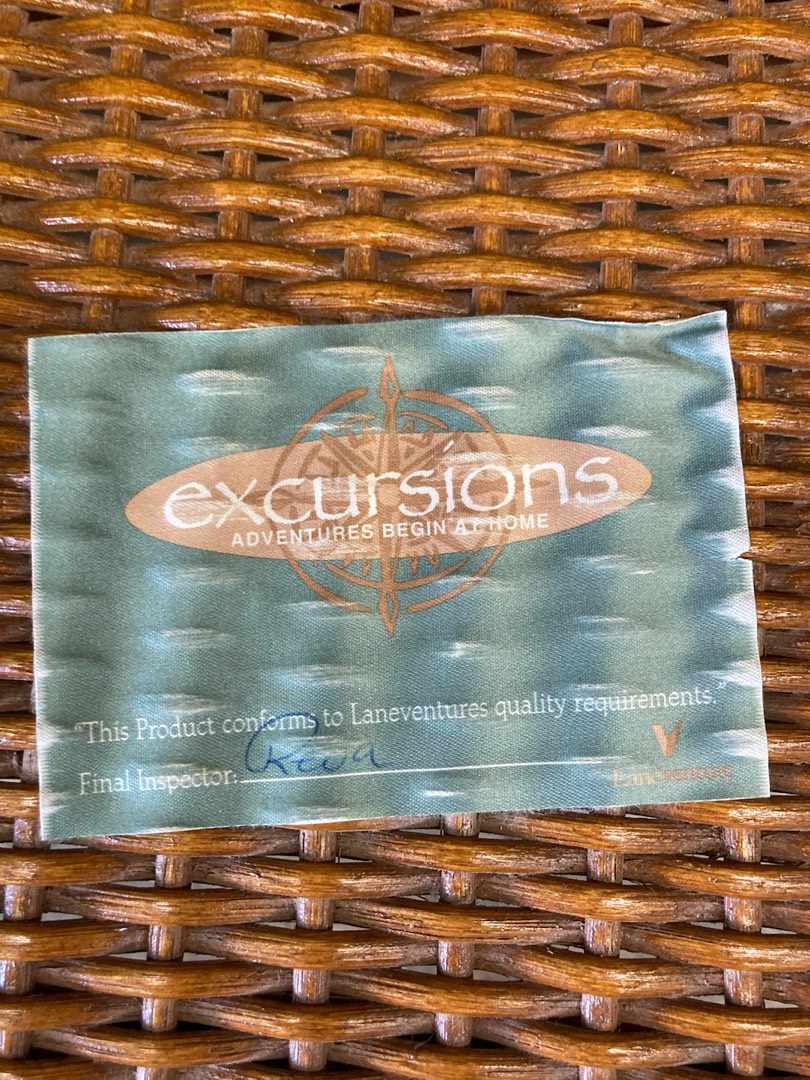 excursions
ADVENTURES BEGIN AT HOME
"This Product conforms to Laneventures quality requirements."
Final Inspector:
Laneventure